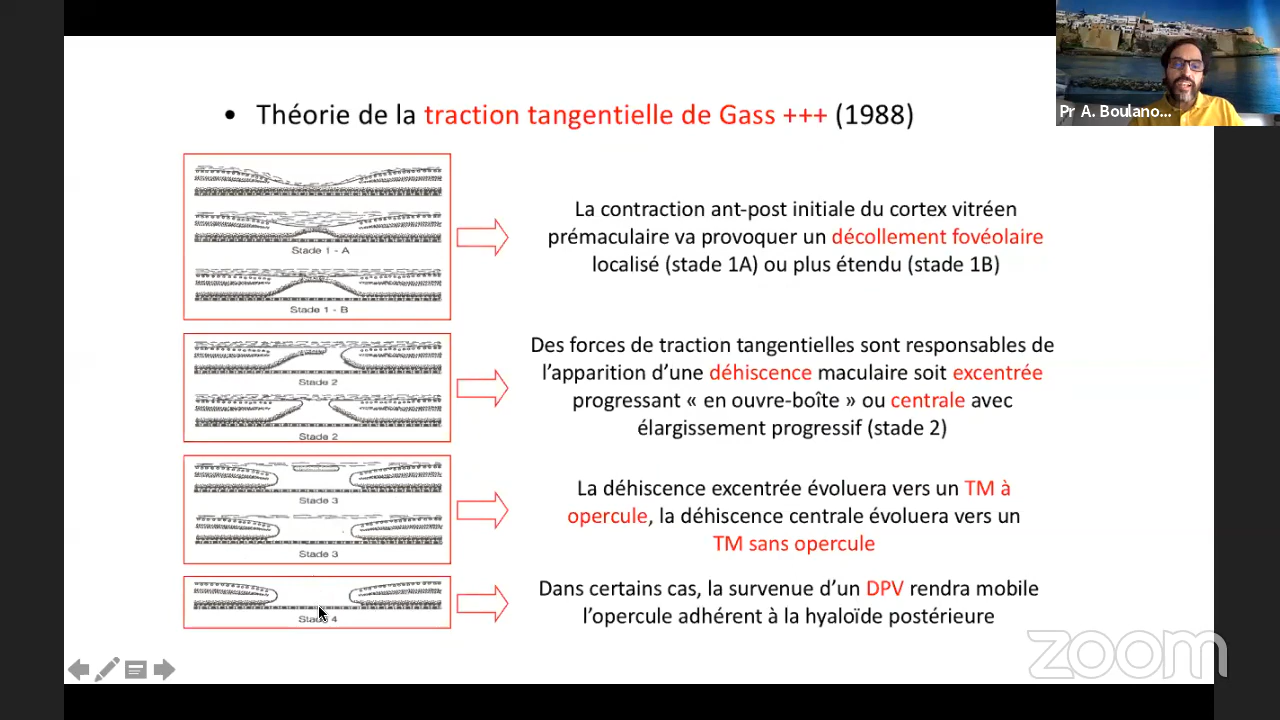 • Théorie de la traction tangentielle de Gass +++ (1988)
Pr A. Boulano...
Stade 1 - A
Stade 1 - B
La contraction ant-post initiale du cortex vitréen
prémaculaire va provoquer un décollement fovéolaire
localisé (stade 1A) ou plus étendu (stade 1B)
Stade 2
Stade 2
Des forces de traction tangentielles sont responsables de
l’apparition d’une déhiscence maculaire soit excentrée
progressant « en ouvre-boîte » ou centrale avec
élargissement progressif (stade 2)
Stade 3
Stade 3
La déhiscence excentrée évoluera vers un TM à
opercule, la déhiscence centrale évoluera vers un
TM sans opercule
Stade 4
Dans certains cas, la survenue d’un DPV rendra mobile
l’opercule adhérent à la hyaloïde postérieure
zoom